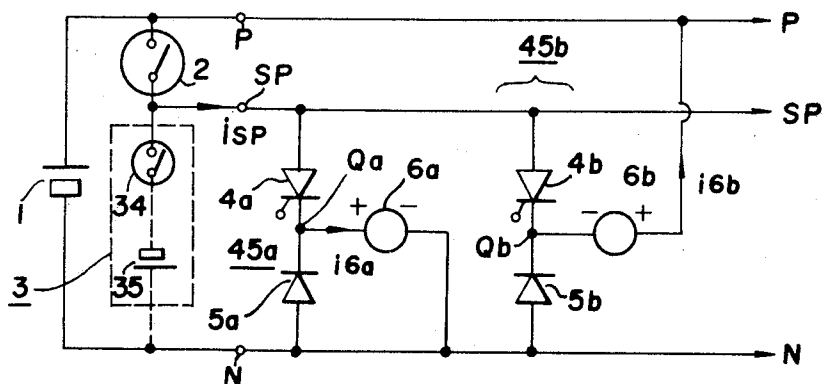 P P
2 45b
SP SP
iSP
1 34 4a Qa 6a 4b 6b i6b
+ - - +
3 35 45a i6a Qb
5a 5b
N N